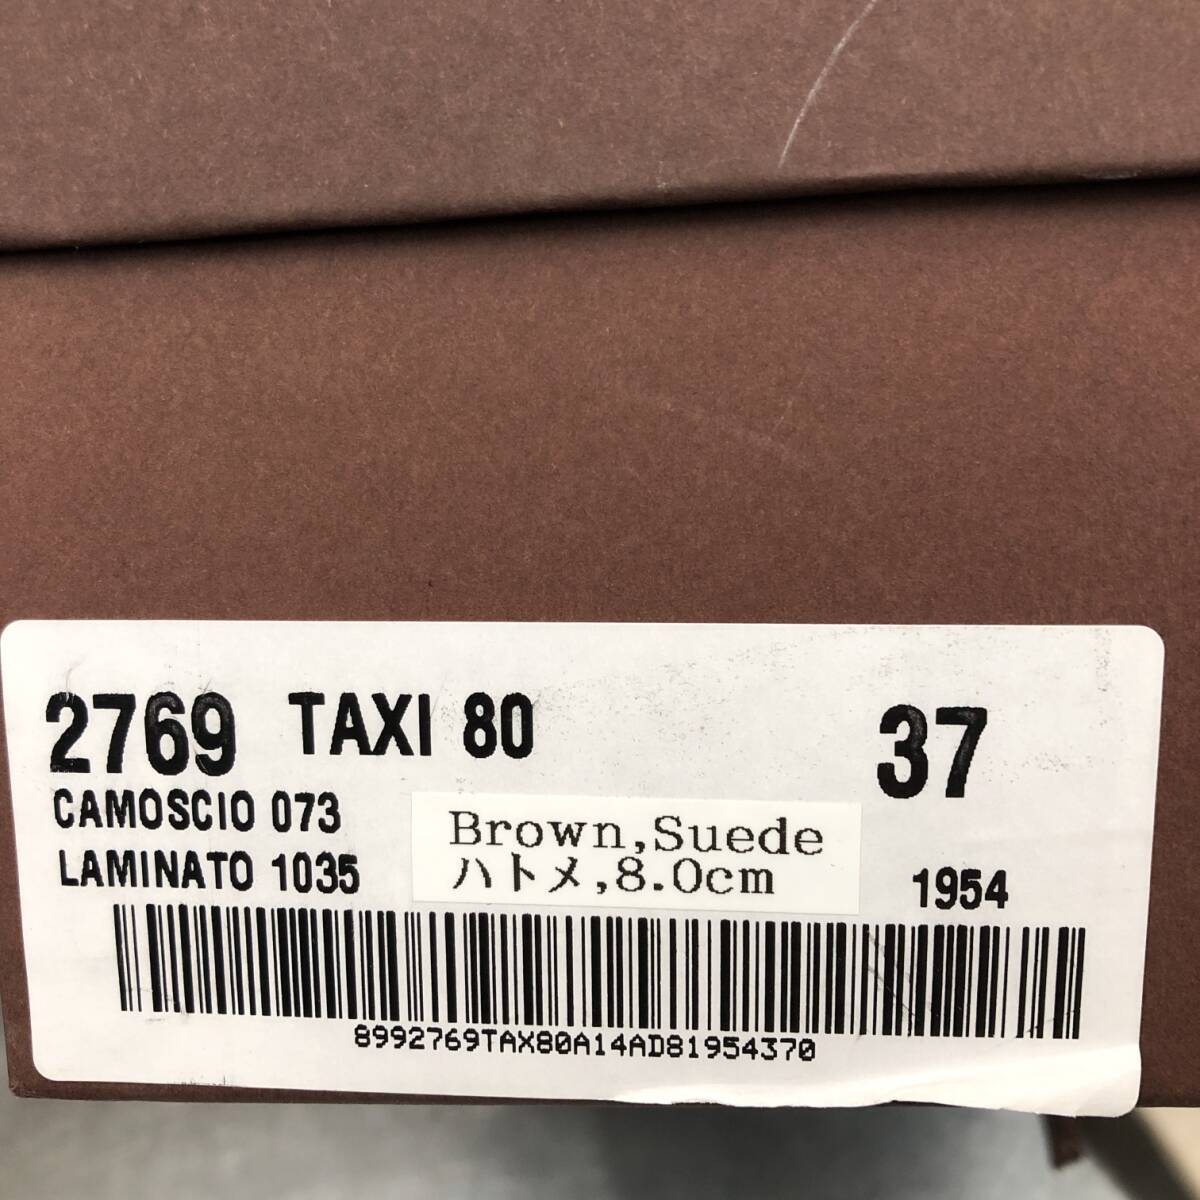 2769 TAXI 80 37
CAMOSCIO 073
LAMINATO 1035
Brown,Suede
ハトメ,8.0cm
1954
8992769TAX80A14AD81954370